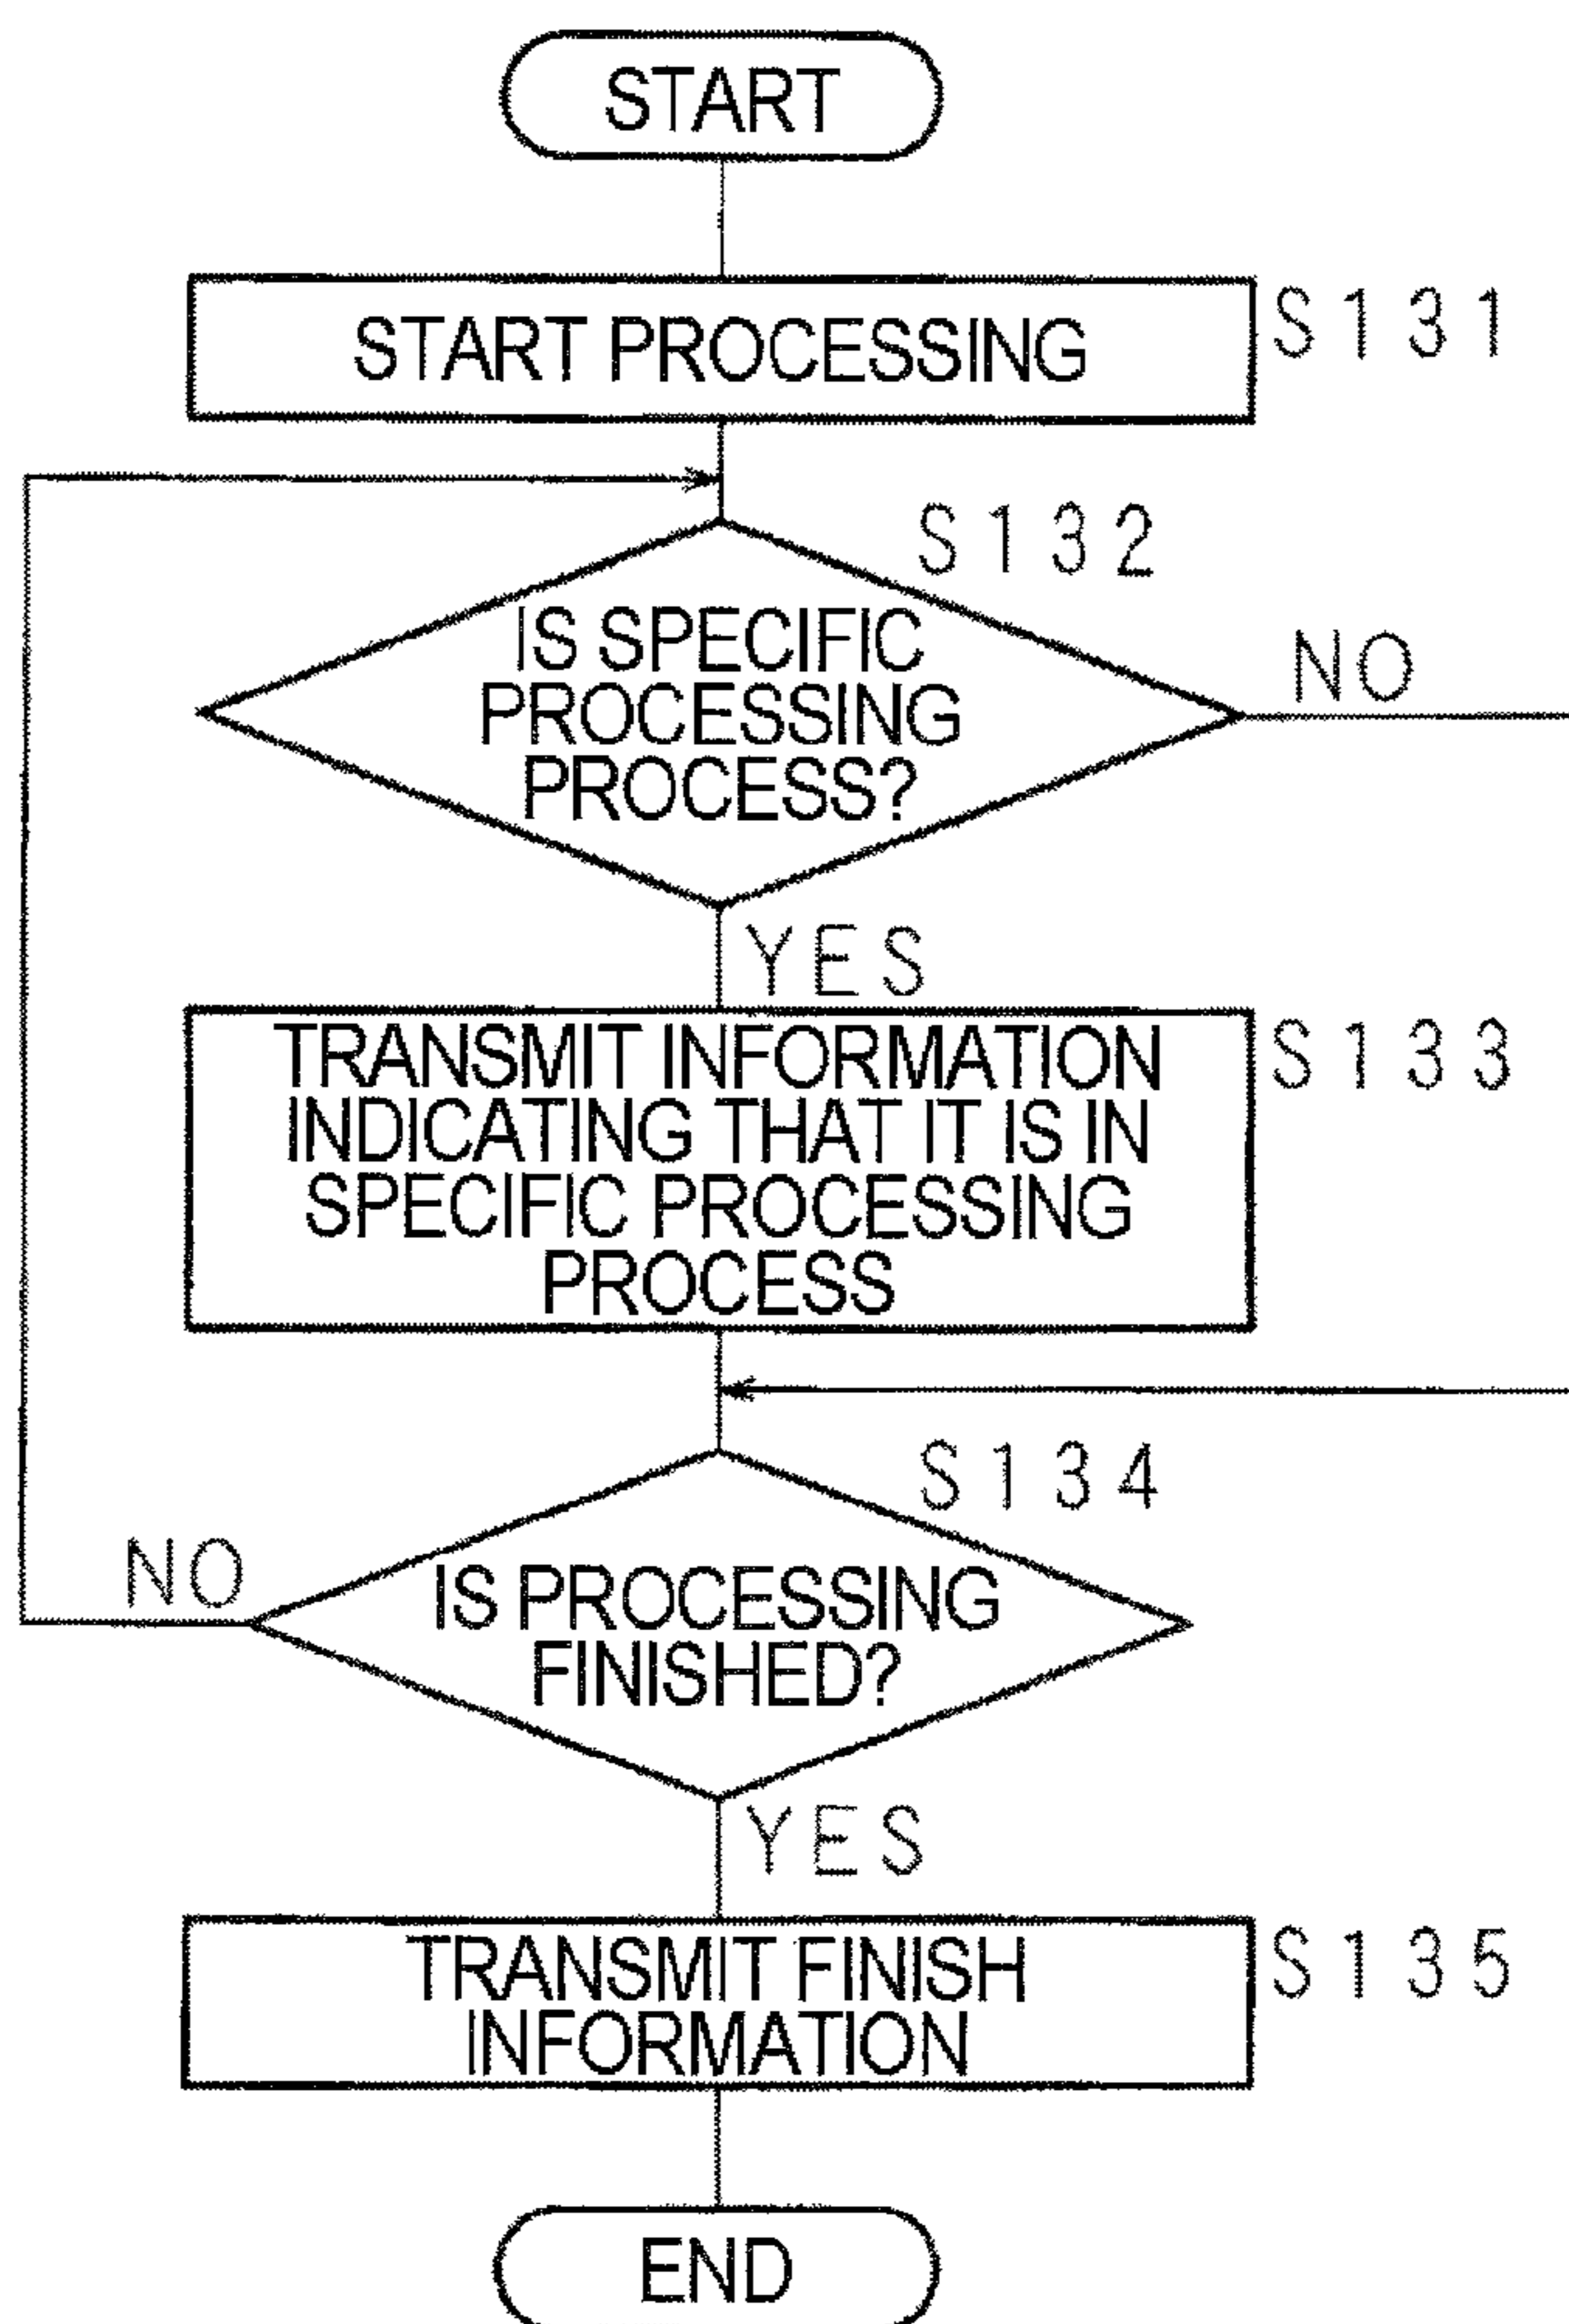 START
START PROCESSING
S131
S132
IS SPECIFIC
PROCESSING
PROCESS?
NO
YES
TRANSMIT INFORMATION
INDICATING THAT IT IS IN
SPECIFIC PROCESSING
PROCESS
S133
S134
IS PROCESSING
FINISHED?
NO
YES
TRANSMIT FINISH
INFORMATION
S135
END